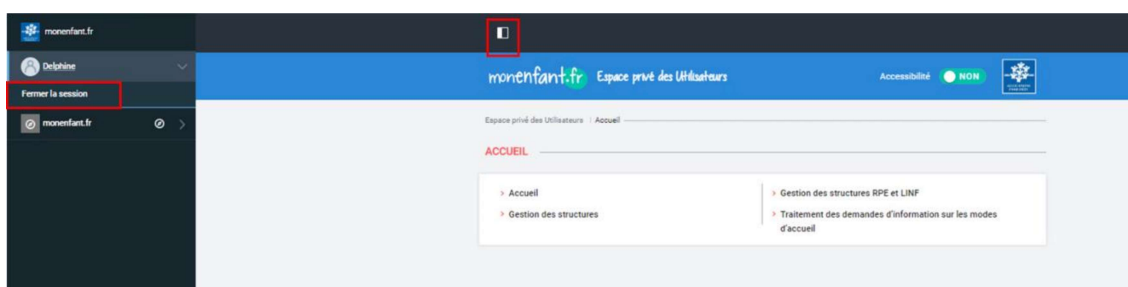 monenfant.fr
Delphine
Fermer la session
monenfant.fr
monenfant.fr Espace privé des Utilisateurs
Accessibilité NON
Espace privé des Utilisateurs Accueil
ACCUEIL
> Accueil
> Gestion des structures
> Gestion des structures RPE et LINF
> Traitement des demandes d'information sur les modes
d'accueil